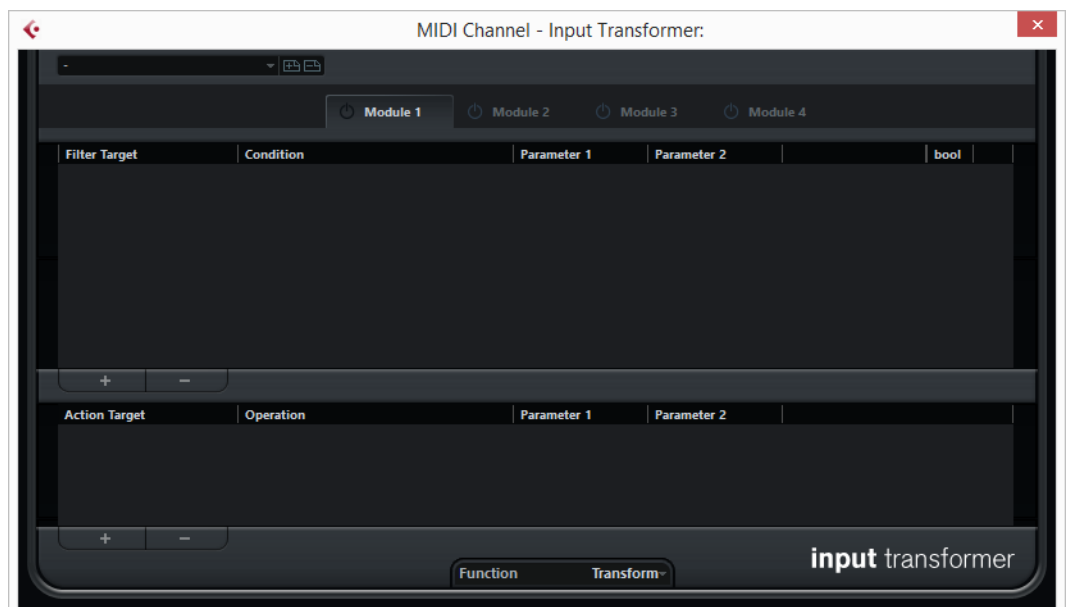 MIDI Channel - Input Transformer:
-
Module 1 Module 2 Module 3 Module 4
Filter Target Condition Parameter 1 Parameter 2 bool
+ -
Action Target Operation Parameter 1 Parameter 2
+ -
input transformer
Function Transform